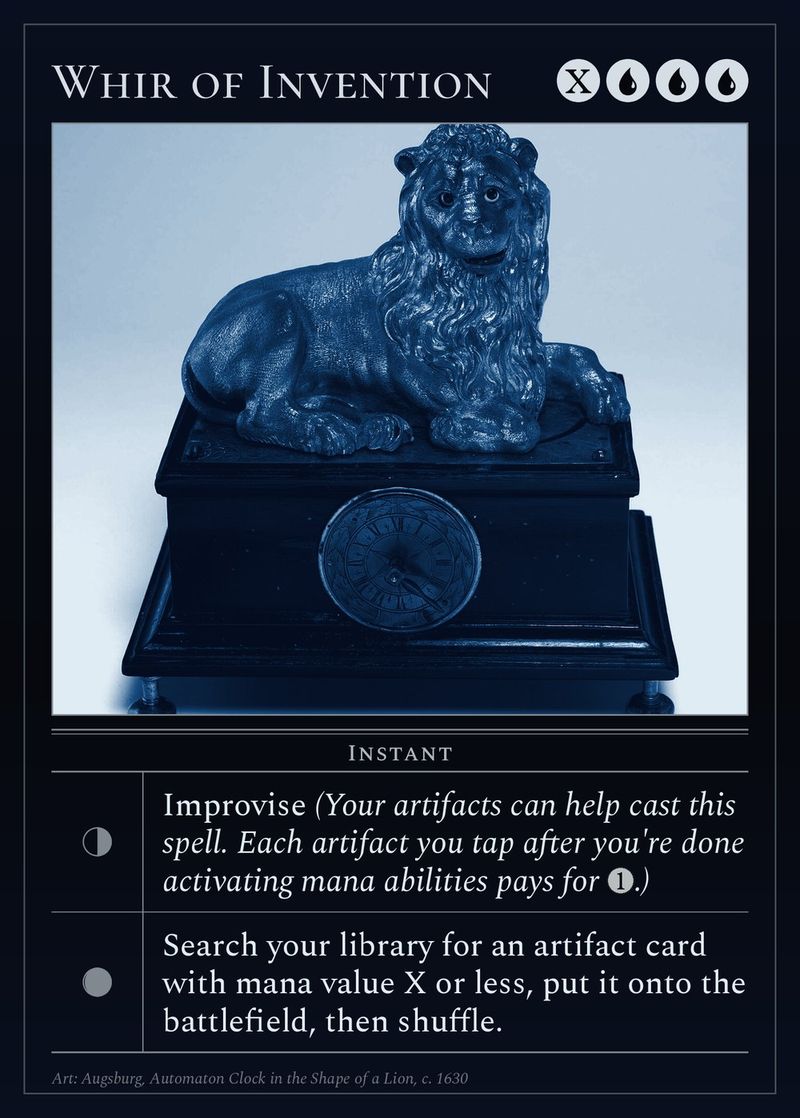 Whir of Invention X
Instant
Improvise (Your artifacts can help cast this
spell. Each artifact you tap after you're done
activating mana abilities pays for 1.)
Search your library for an artifact card
with mana value X or less, put it onto the
battlefield, then shuffle.
Art: Augsburg, Automaton Clock in the Shape of a Lion, c. 1630